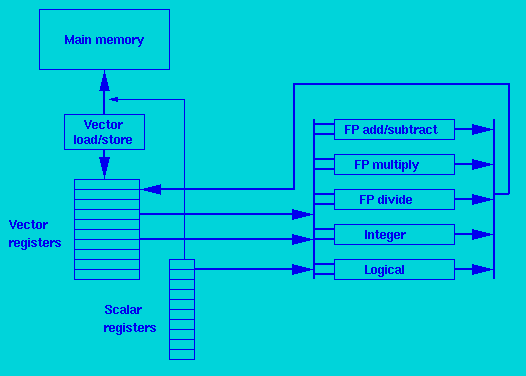 Main memory
Vector
load/store
FP add/subtract
FP multiply
FP divide
Integer
Logical
Vector
registers
Scalar
registers